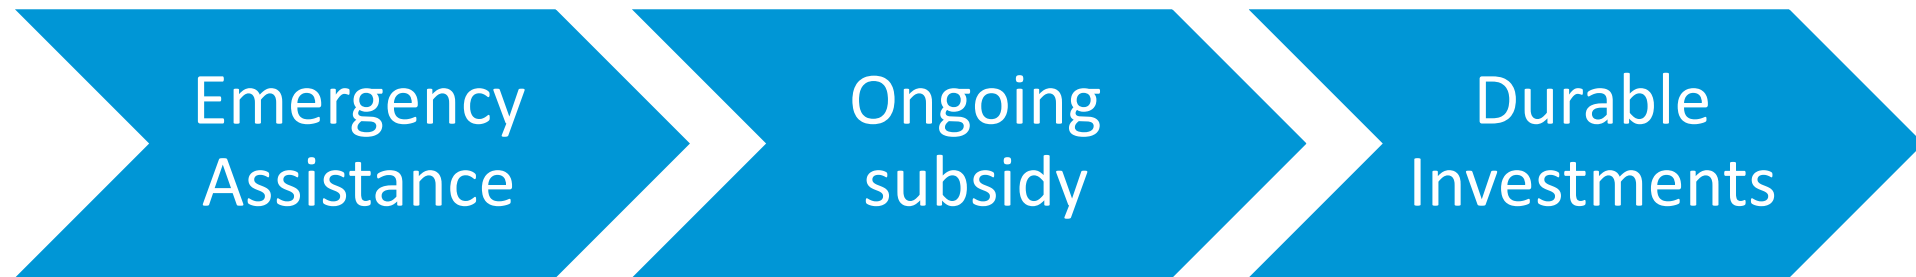 Emergency
Assistance
Ongoing
subsidy
Durable
Investments